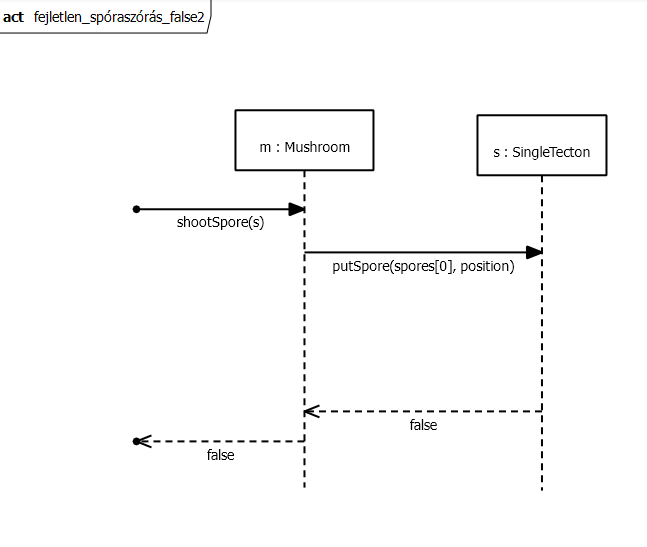 act fejletlen_spóraszórás_false2
m : Mushroom
s : SingleTecton
shootSpore(s)
putSpore(spores[0], position)
false
false